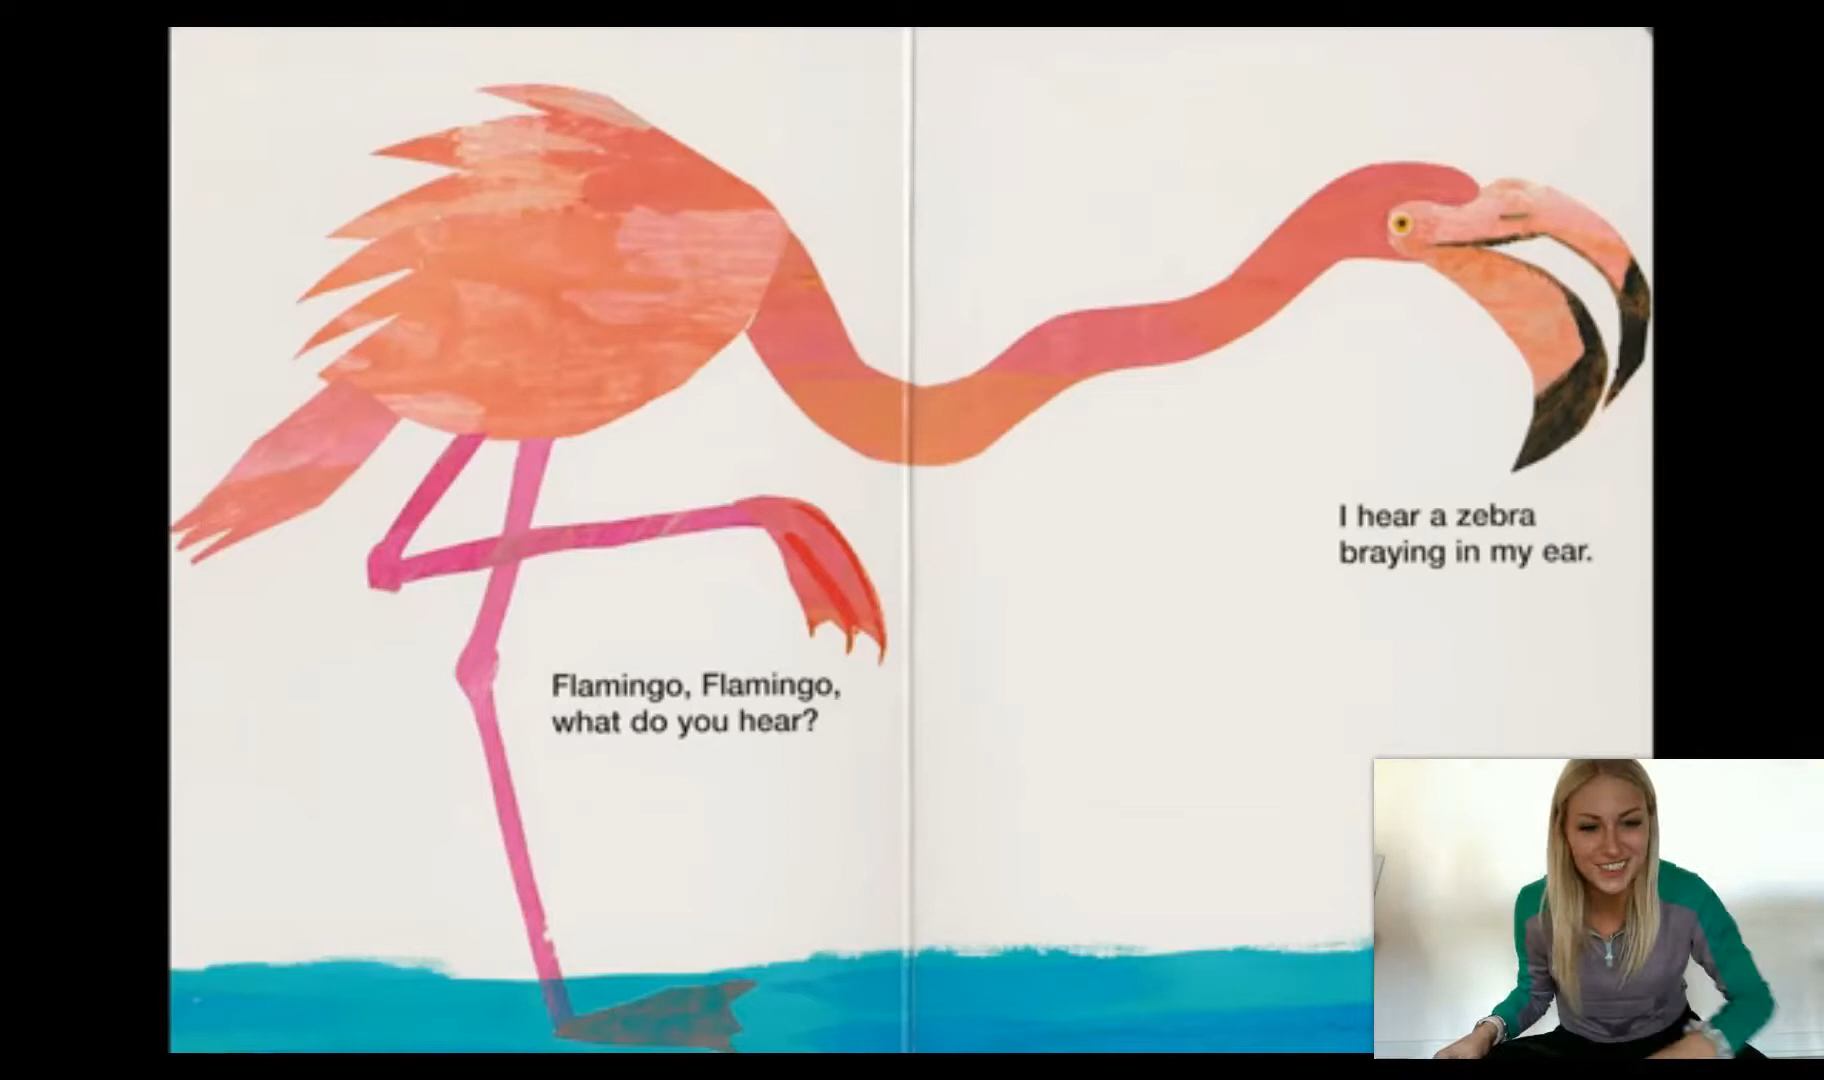 Flamingo, Flamingo,
what do you hear?
I hear a zebra
braying in my ear.